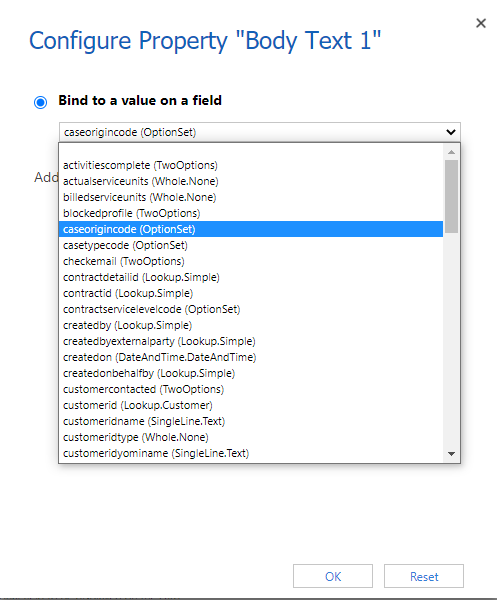 Configure Property "Body Text 1"
Bind to a value on a field
caseorigincode (OptionSet)
Add
activitiescomplete (TwoOptions)
actualserviceunits (Whole.None)
billedserviceunits (Whole.None)
blockedprofile (TwoOptions)
caseorigincode (OptionSet)
casetypecode (OptionSet)
checkemail (TwoOptions)
contractdetailid (Lookup.Simple)
contractid (Lookup.Simple)
contractservicelevelcode (OptionSet)
createdby (Lookup.Simple)
createdbyexternalparty (Lookup.Simple)
createdon (DateAndTime.DateAndTime)
createdonbehalfby (Lookup.Simple)
customercontacted (TwoOptions)
customerid (Lookup.Customer)
customeridname (SingleLine.Text)
customeridtype (Whole.None)
customeridyominame (SingleLine.Text)
OK
Reset